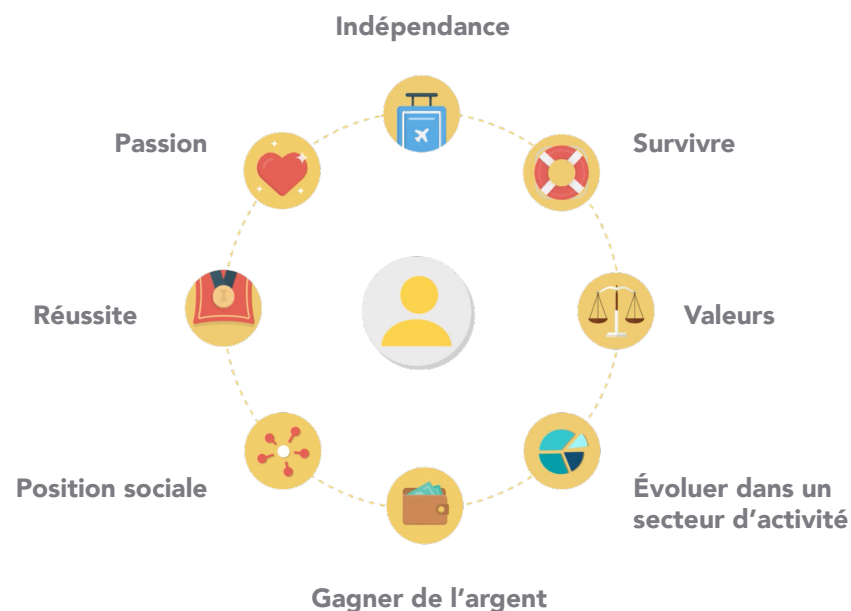 Indépendance
Passion
Survivre
Réussite
Valeurs
Position sociale
Évoluer dans un
secteur d’activité
Gagner de l’argent